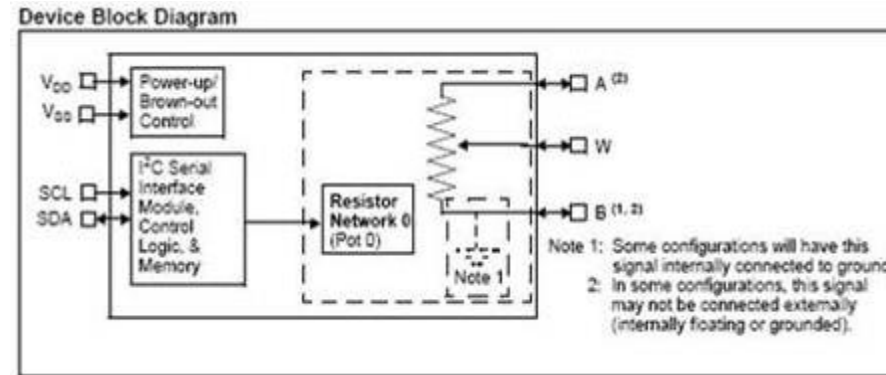 Device Block Diagram
VDD
VSS
Power-up/
Brown-out
Control
SCL
SDA
I²C Serial
Interface
Module,
Control
Logic, &
Memory
Resistor
Network 0
(Pot 0)
Note 1
A (2)
W
B (1, 2)
Note 1: Some configurations will have this
signal internally connected to ground
2: In some configurations, this signal
may not be connected externally
(internally floating or grounded).